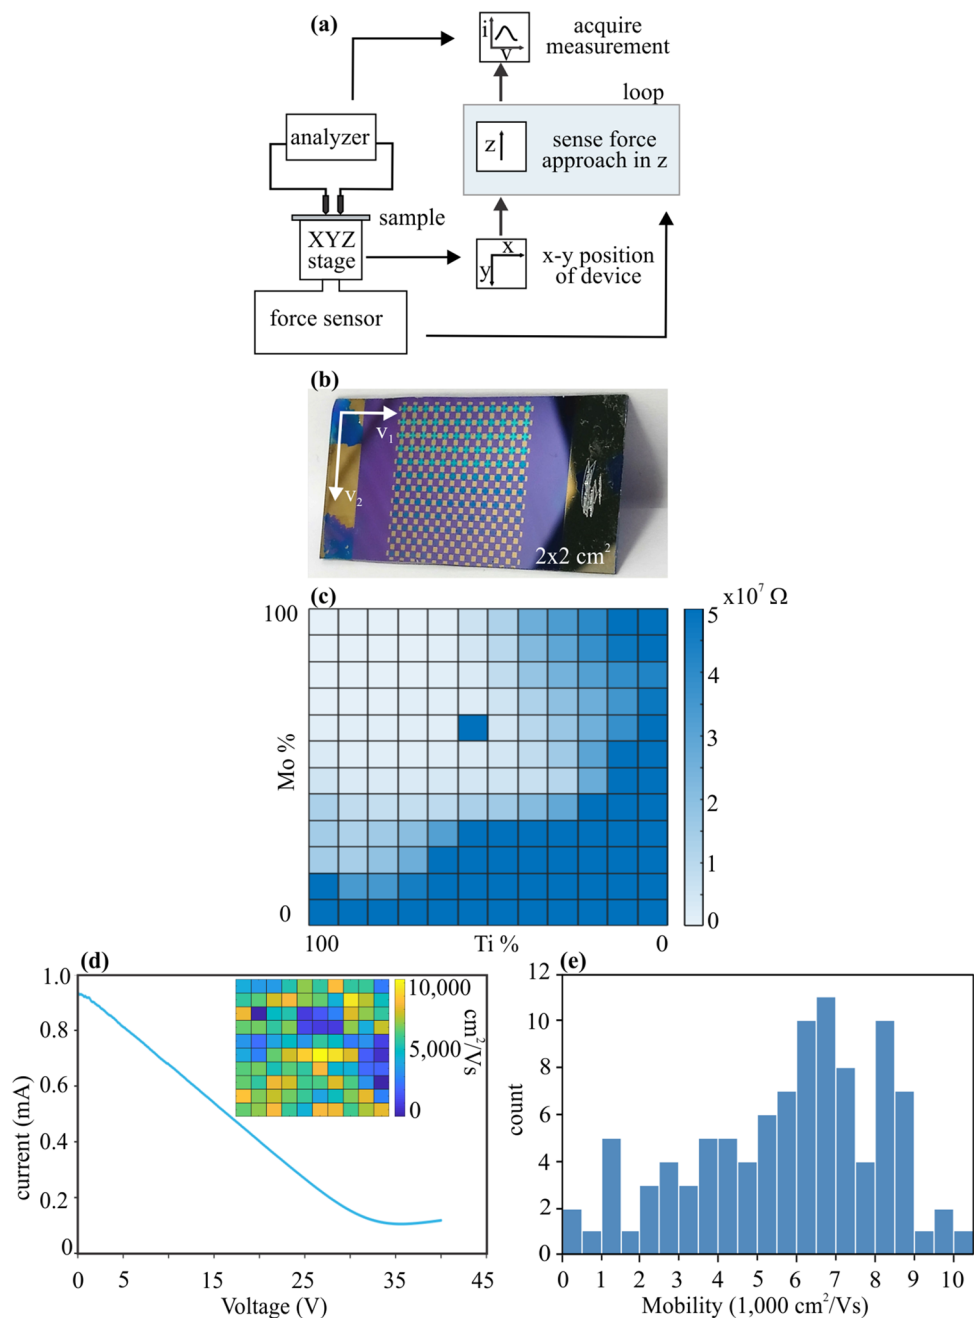 (a)
i
v
acquire
measurement
loop
analyzer
z
sense force
approach in z
sample
XYZ
stage
x
y
x-y position
of device
force sensor
(b)
v1
v2
2x2 cm²
(c)
x10⁷ Ω
100
Mo %
0
100
Ti %
0
5
4
3
2
1
0
(d)
1.0
0.8
0.6
0.4
0.2
0
current (mA)
0
5
15
25
35
45
Voltage (V)
10,000
5,000
0
cm²/Vs
(e)
12
10
8
6
4
2
0
count
0
1
2
3
4
5
6
7
8
9
10
Mobility (1,000 cm²/Vs)